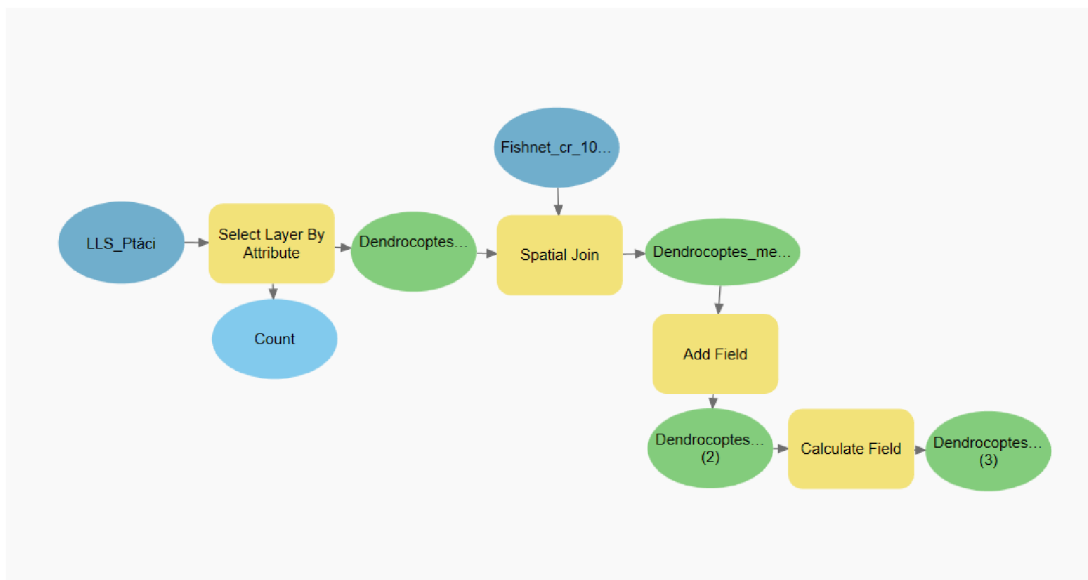 Fishnet_cr_10...
LLS_Ptáci
Select Layer By
Attribute
Dendrocoptes...
Spatial Join
Dendrocoptes_me...
Count
Add Field
Dendrocoptes...
(2)
Calculate Field
Dendrocoptes...
(3)